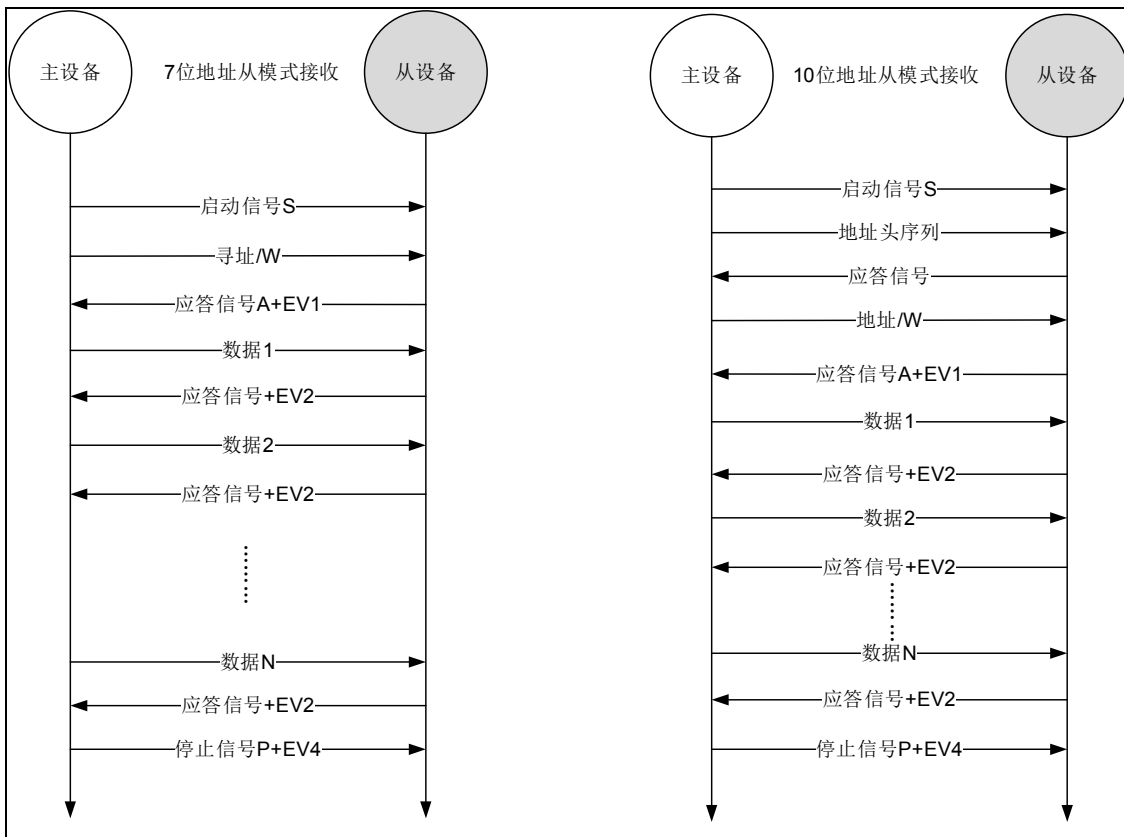 主设备
7位地址从模式接收
从设备
启动信号S
寻址/W
应答信号A+EV1
数据1
应答信号+EV2
数据2
应答信号+EV2
数据N
应答信号+EV2
停止信号P+EV4
主设备
10位地址从模式接收
从设备
启动信号S
地址头序列
应答信号
地址/W
应答信号A+EV1
数据1
应答信号+EV2
数据2
应答信号+EV2
数据N
应答信号+EV2
停止信号P+EV4